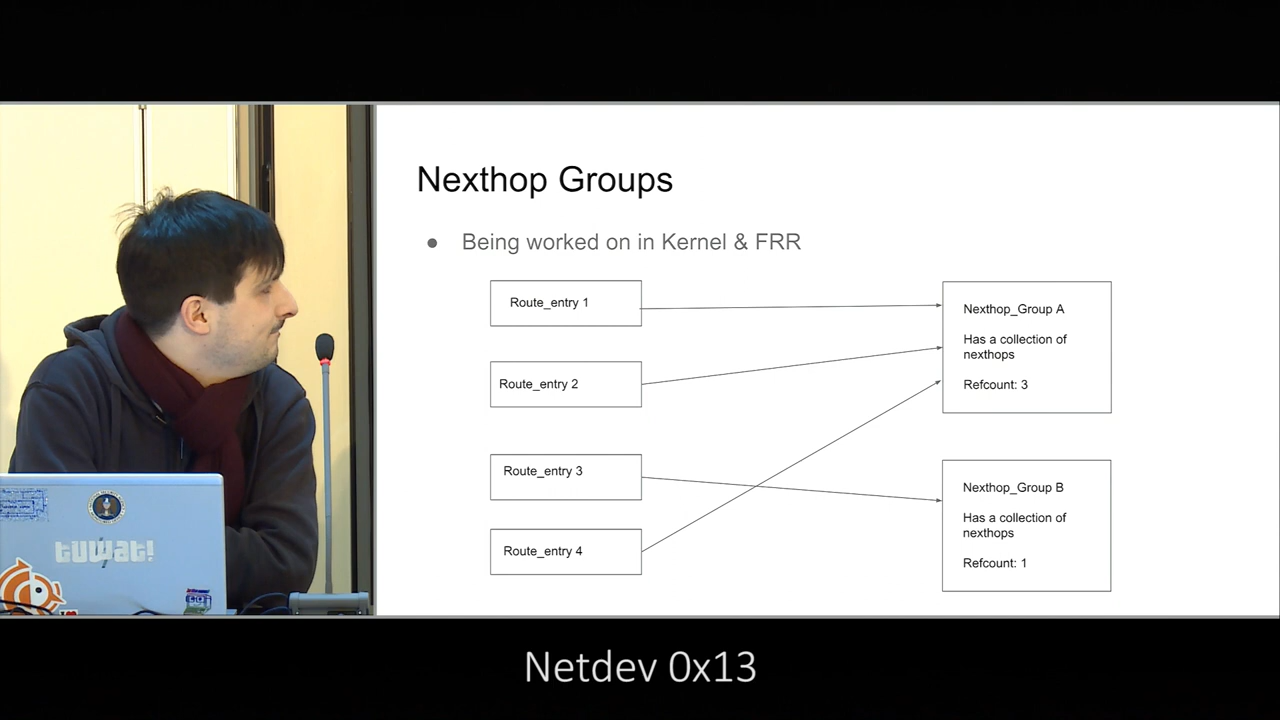 Nexthop Groups
● Being worked on in Kernel & FRR
Route_entry 1
Route_entry 2
Route_entry 3
Route_entry 4
Nexthop_Group A
Has a collection of
nexthops
Refcount: 3
Nexthop_Group B
Has a collection of
nexthops
Refcount: 1
tuwat!
Netdev 0x13